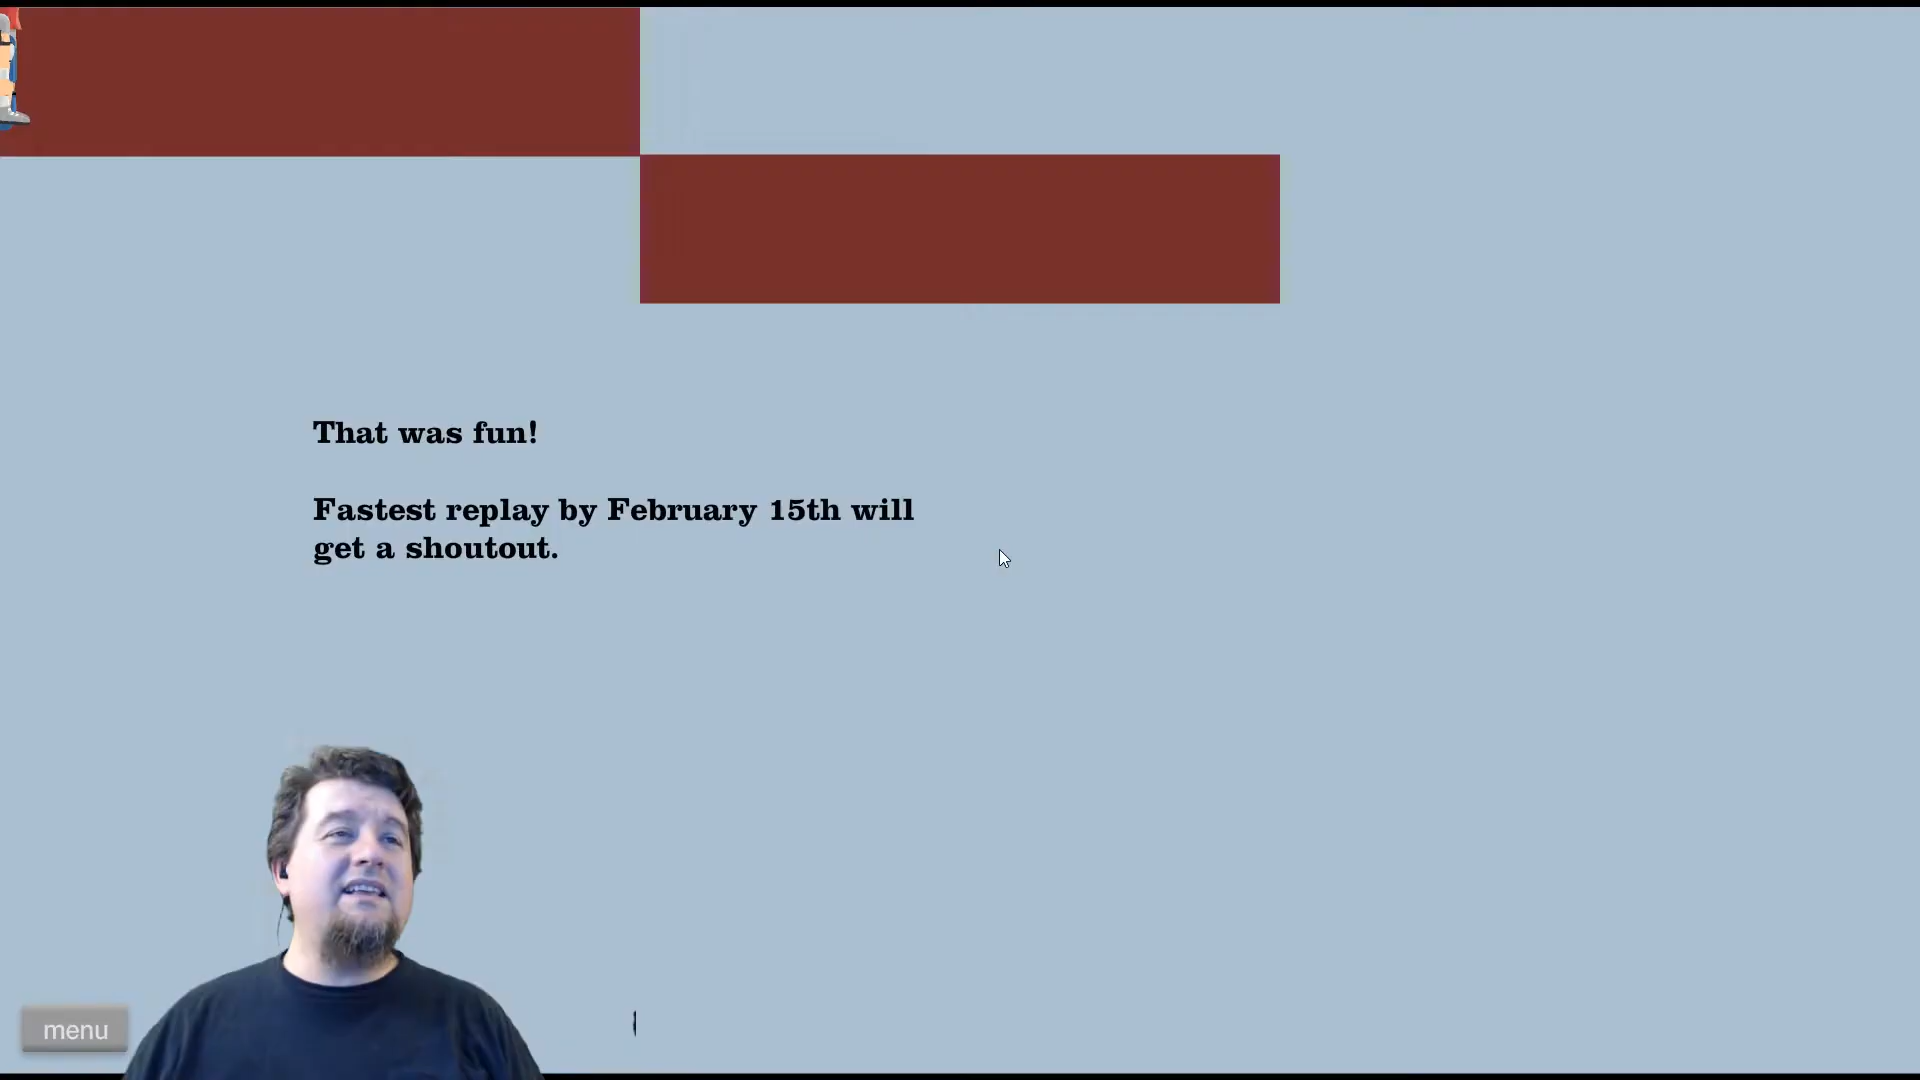 That was fun!
Fastest replay by February 15th will
get a shoutout.
menu